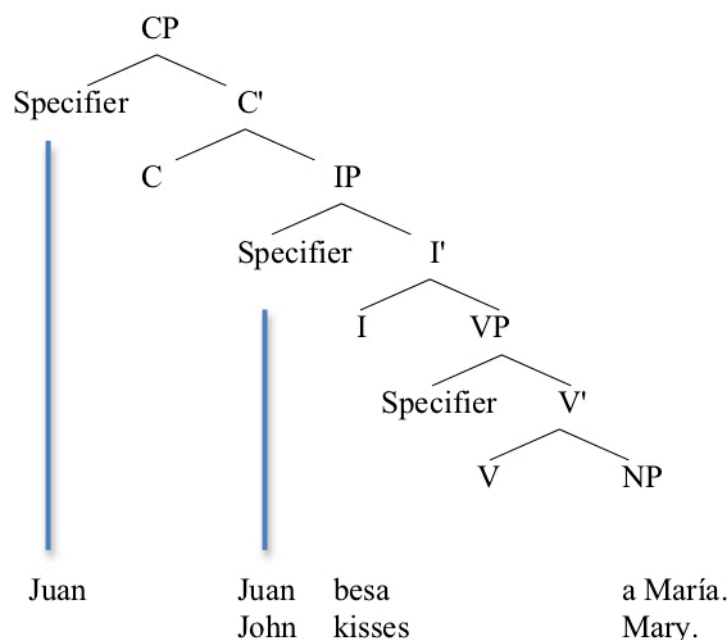 CP
Specifier C'
C IP
Specifier I'
I VP
Specifier V'
V NP
Juan Juan besa a María.
John kisses Mary.